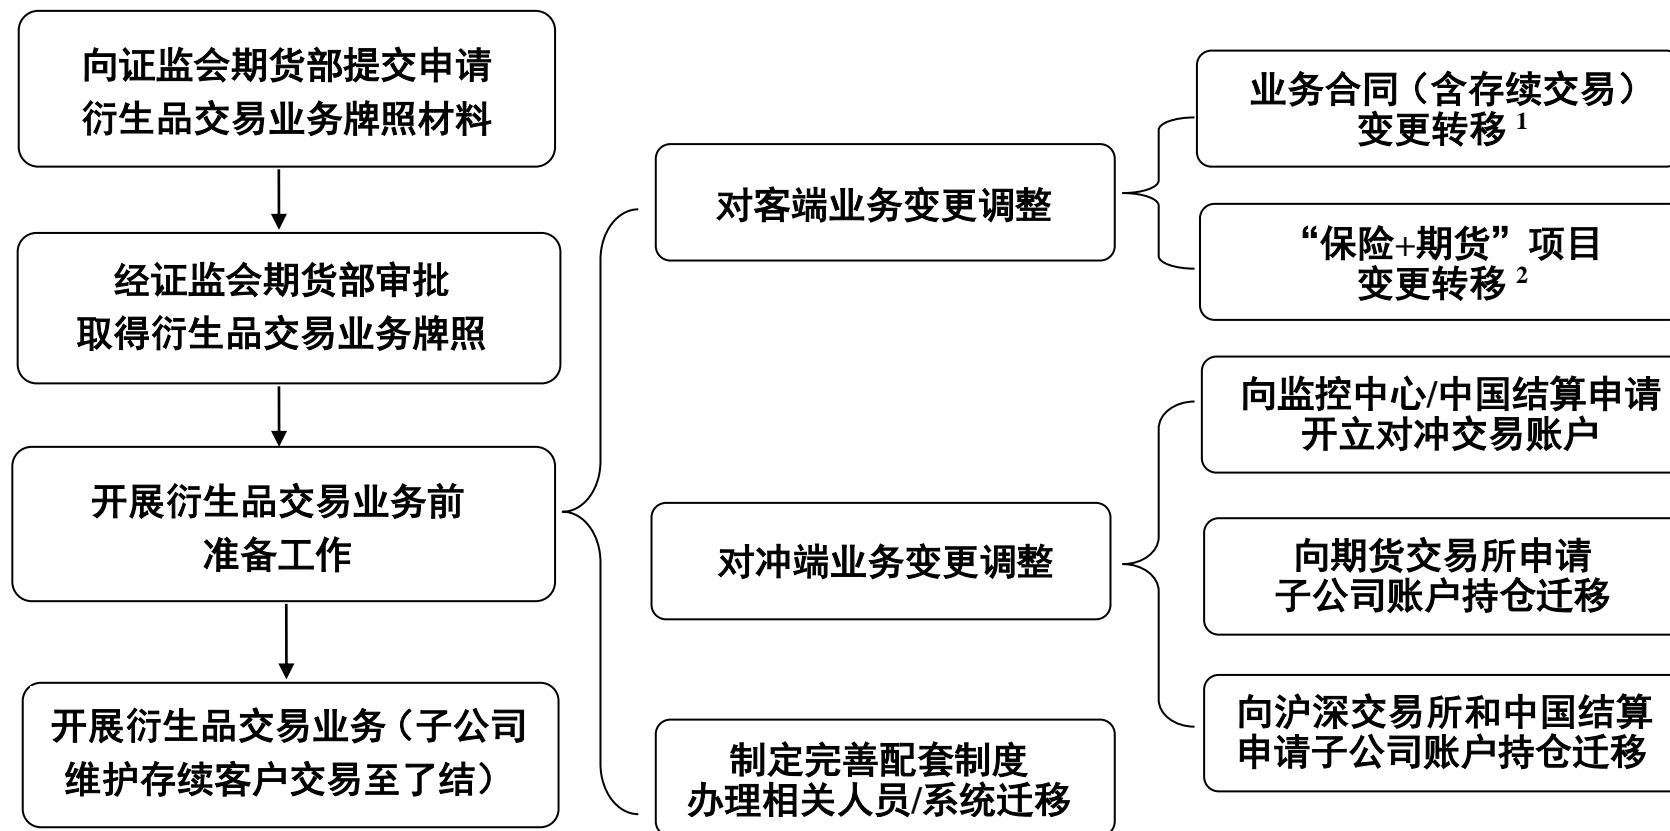 向证监会期货部提交申请
衍生品交易业务牌照材料
经证监会期货部审批
取得衍生品交易业务牌照
开展衍生品交易业务前
准备工作
开展衍生品交易业务（子公司
维护存续客户交易至了结）
对客端业务变更调整
对冲端业务变更调整
制定完善配套制度
办理相关人员/系统迁移
业务合同（含存续交易）
变更转移 1
“保险+期货”项目
变更转移 2
向监控中心/中国结算申请
开立对冲交易账户
向期货交易所申请
子公司账户持仓迁移
向沪深交易所和中国结算
申请子公司账户持仓迁移